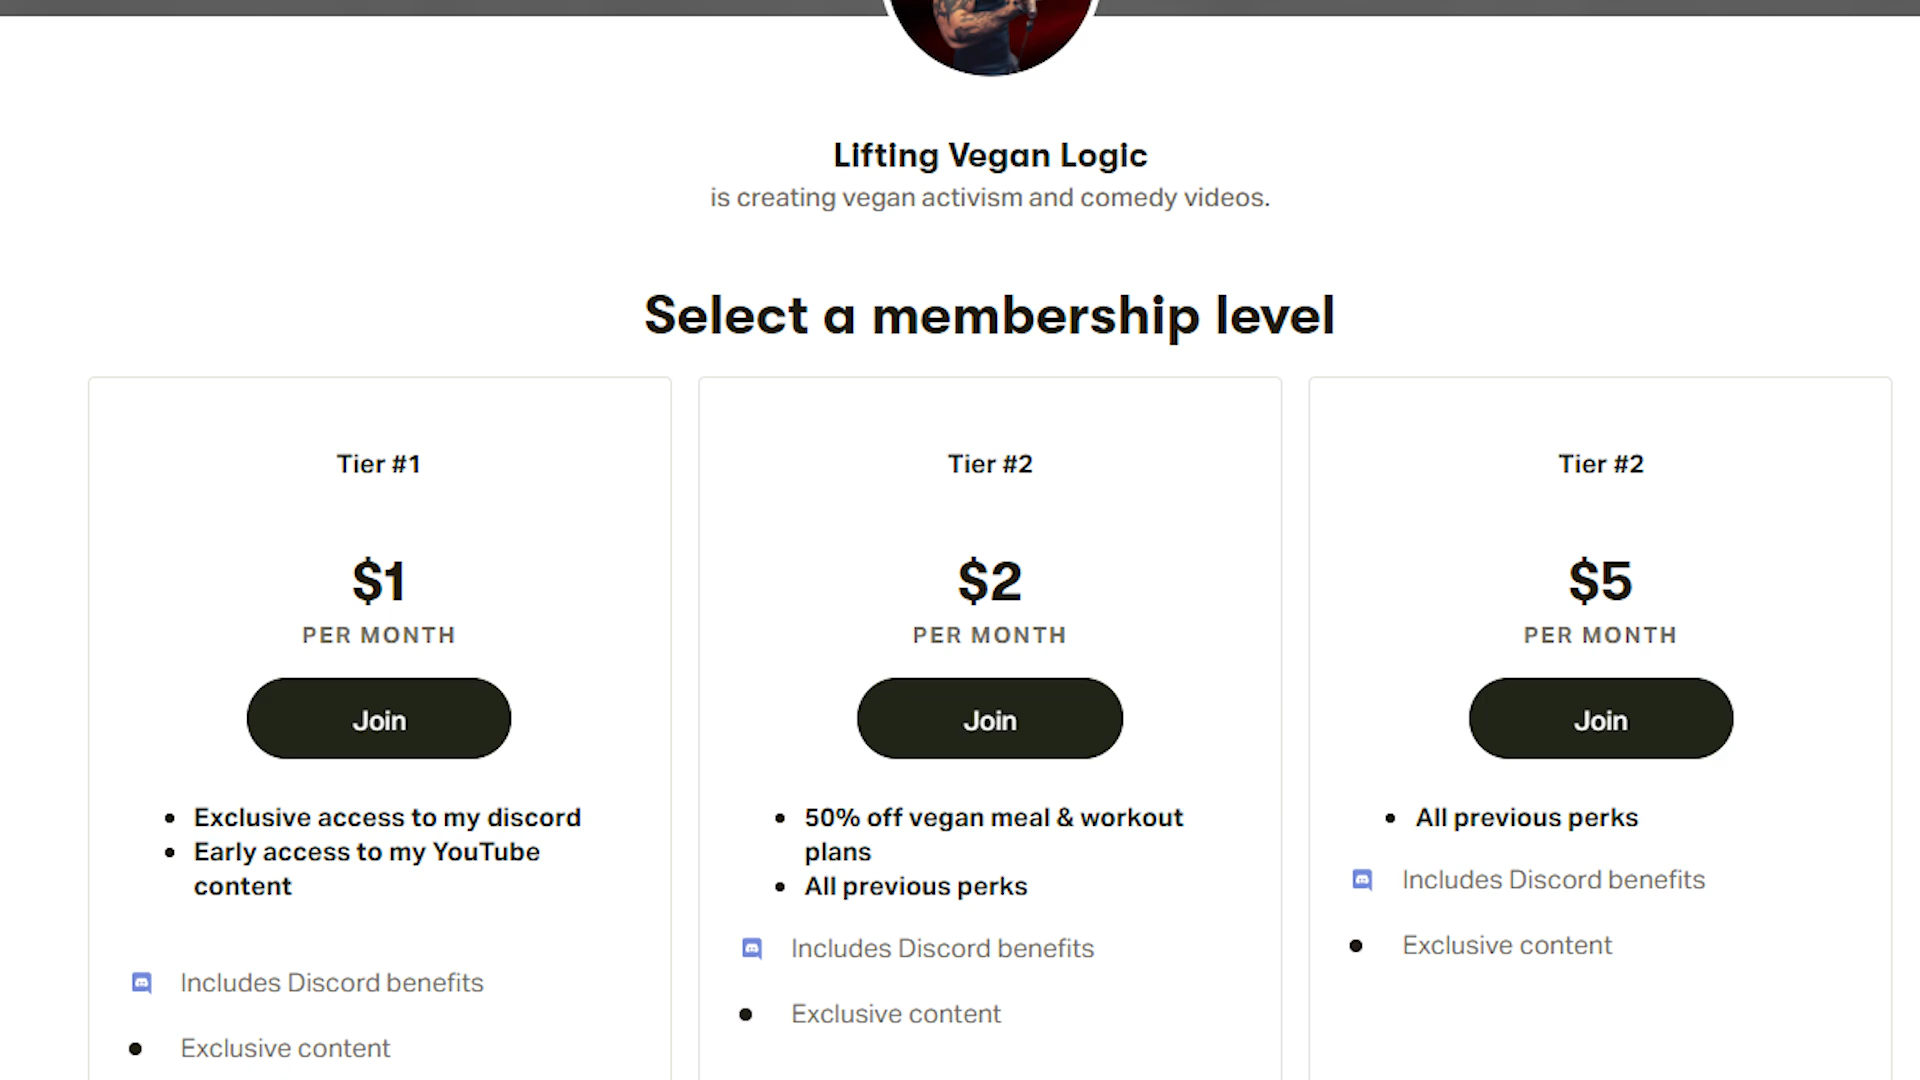 Lifting Vegan Logic
is creating vegan activism and comedy videos.
Select a membership level
Tier #1
$1
PER MONTH
Join
Exclusive access to my discord
Early access to my YouTube
content
Includes Discord benefits
Exclusive content
Tier #2
$2
PER MONTH
Join
50% off vegan meal & workout
plans
All previous perks
Includes Discord benefits
Exclusive content
Tier #2
$5
PER MONTH
Join
All previous perks
Includes Discord benefits
Exclusive content